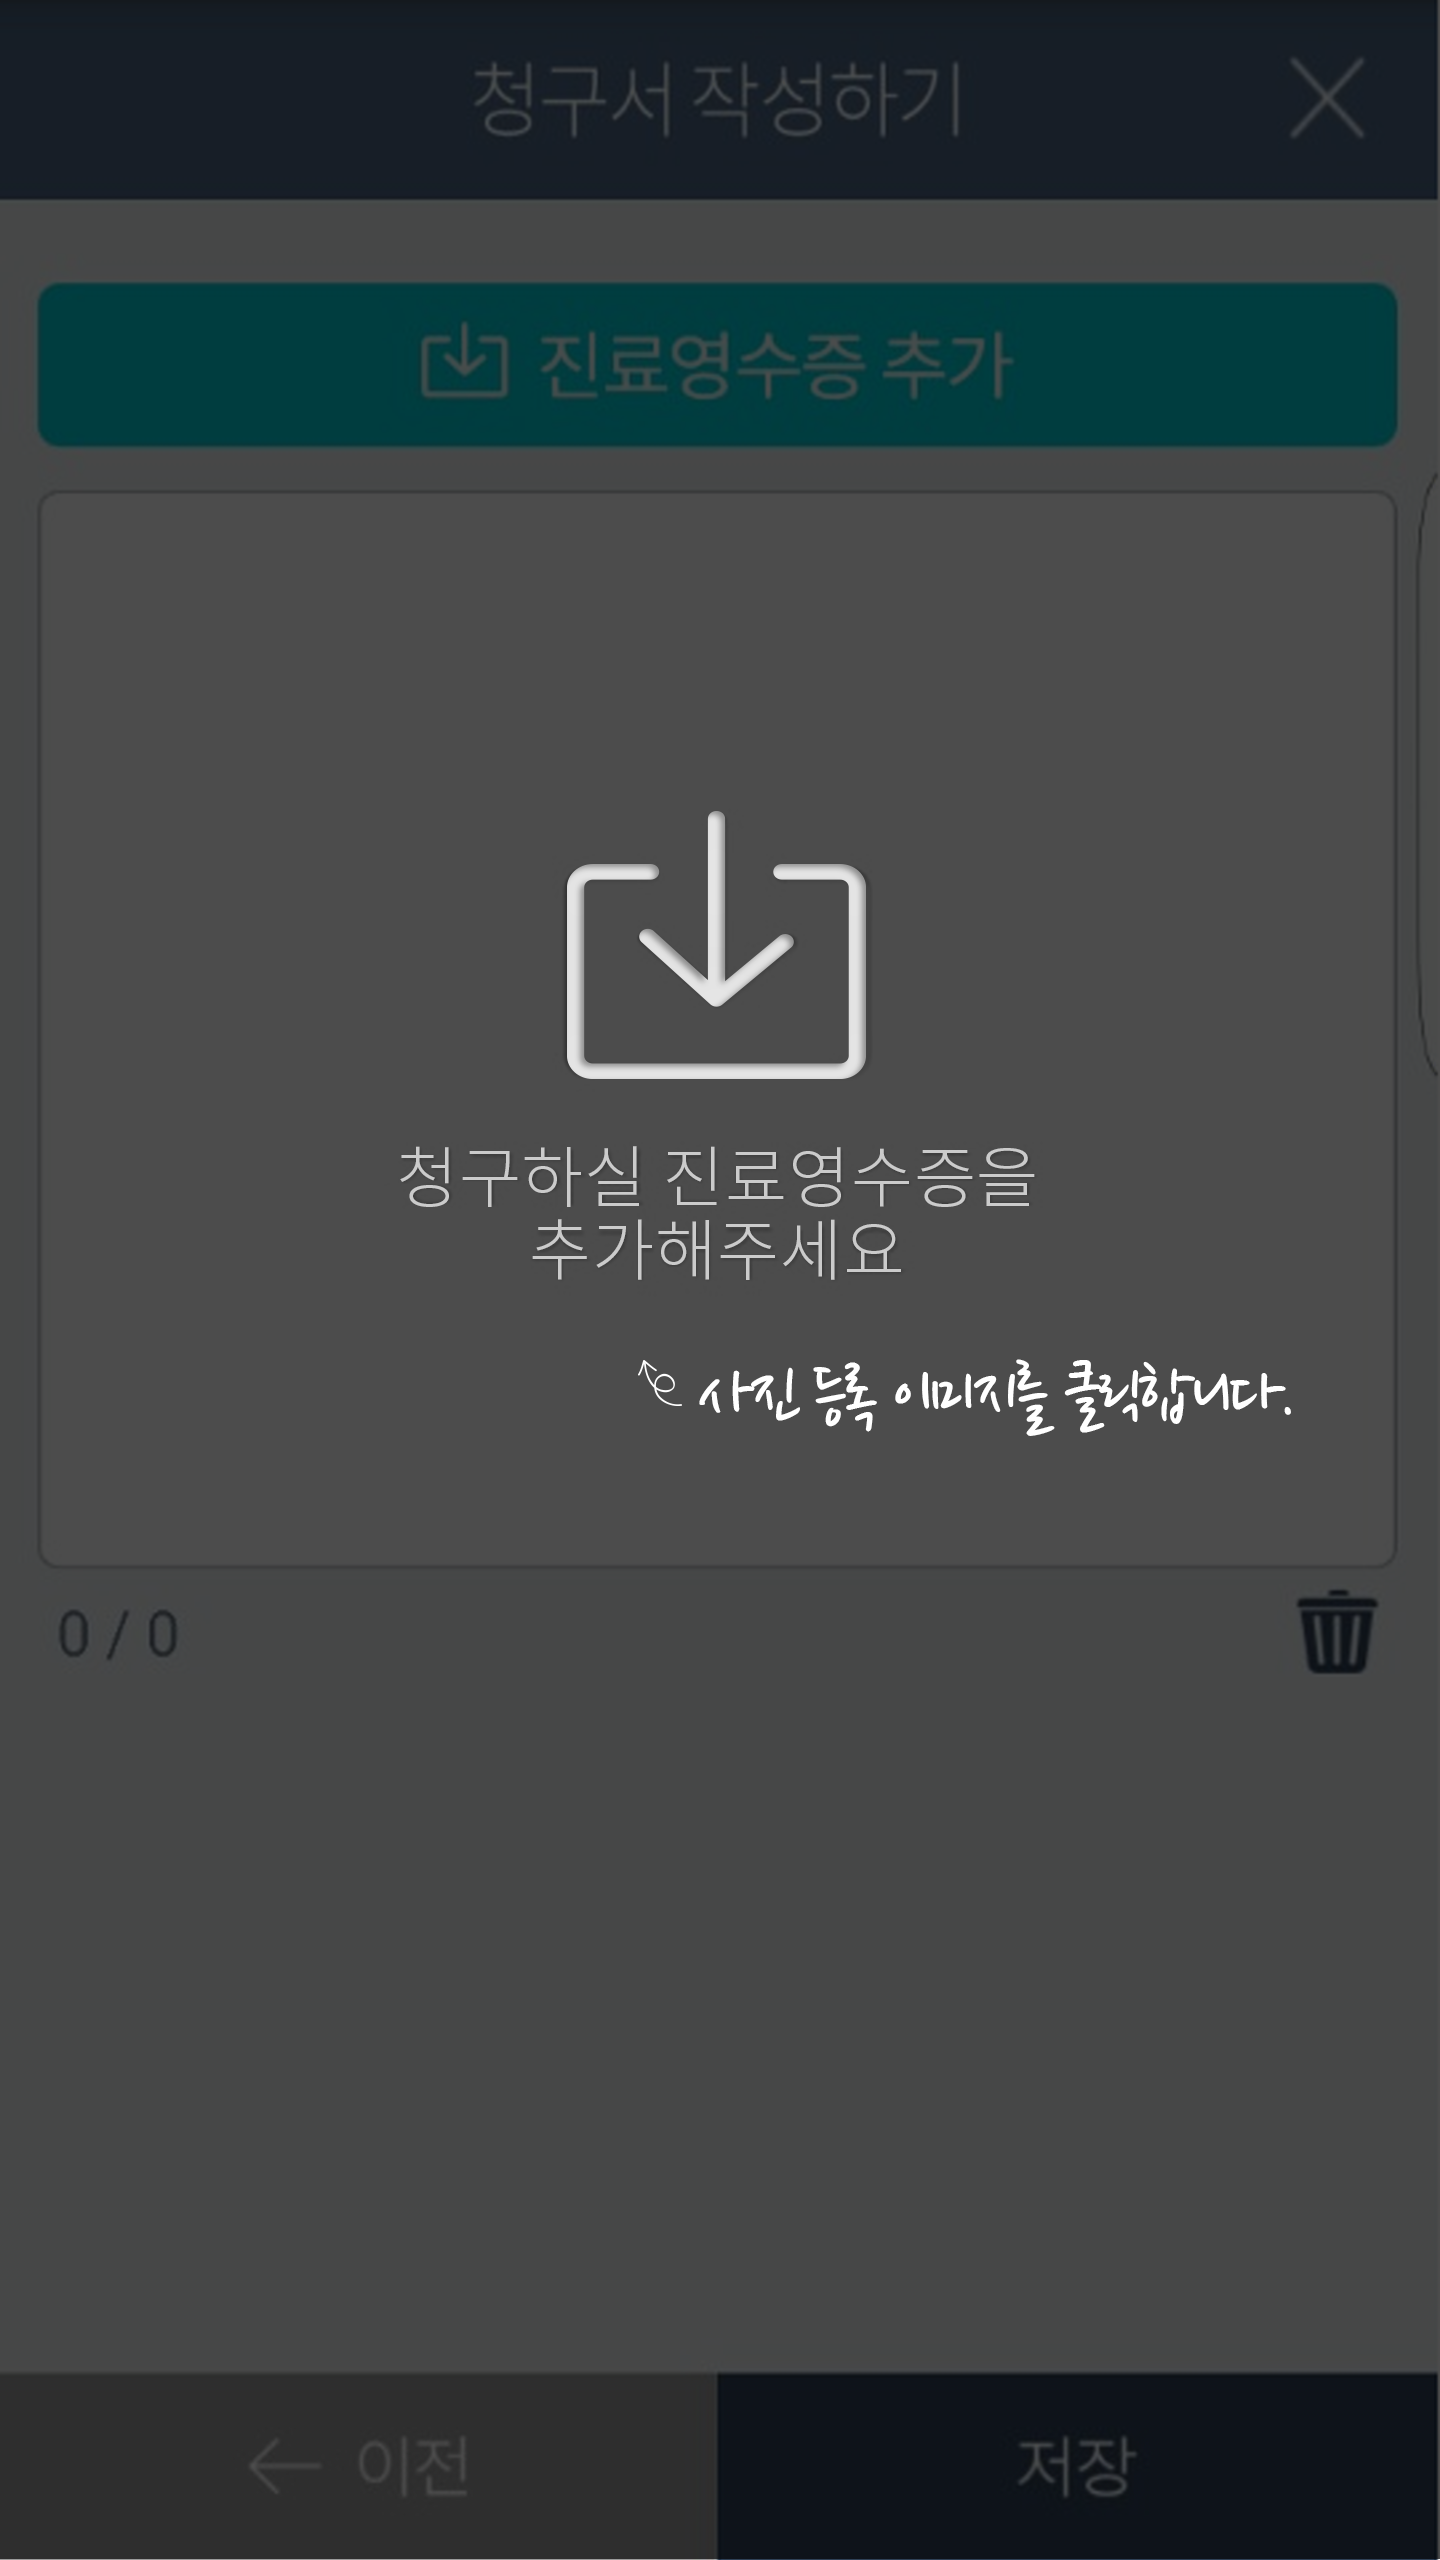 청구서 작성하기
진료영수증 추가
청구하실 진료영수증을
추가해주세요
사진 등록 이미지를 클릭합니다.
0 / 0
이전
저장